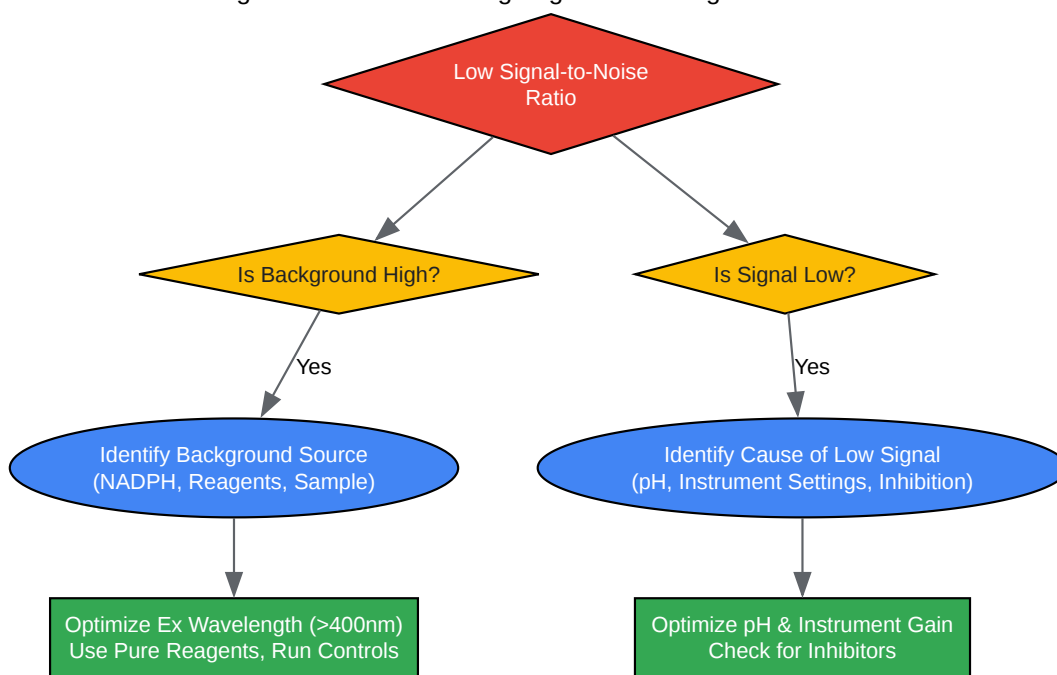 Low Signal-to-Noise
Ratio
Is Background High?
Is Signal Low?
Yes
Yes
Identify Background Source
(NADPH, Reagents, Sample)
Identify Cause of Low Signal
(pH, Instrument Settings, Inhibition)
Optimize Ex Wavelength (>400nm)
Use Pure Reagents, Run Controls
Optimize pH & Instrument Gain
Check for Inhibitors